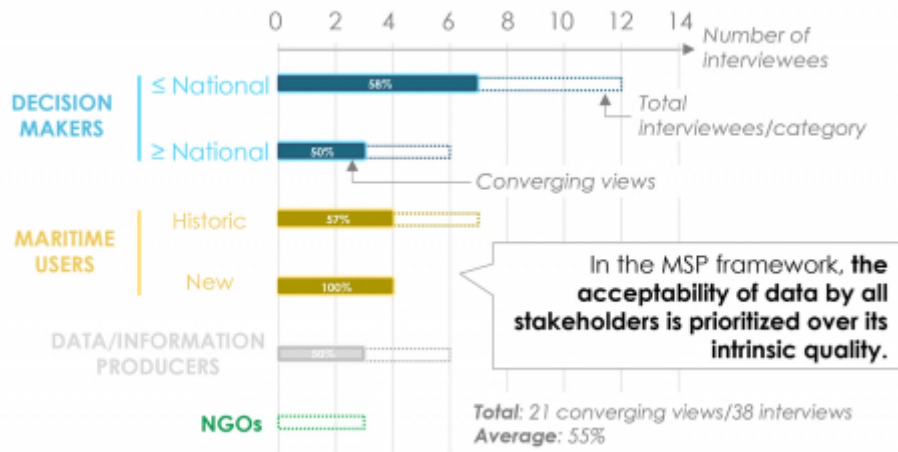 0 2 4 6 8 10 12 14
Number of
interviewees
DECISION
MAKERS
≤ National
58%
Total
interviewees/category
≥ National
50%
Converging views
MARITIME
USERS
Historic
57%
New
100%
In the MSP framework, the
acceptability of data by all
stakeholders is prioritized over its
intrinsic quality.
DATA/INFORMATION
PRODUCERS
50%
NGOs
Total: 21 converging views/38 interviews
Average: 55%